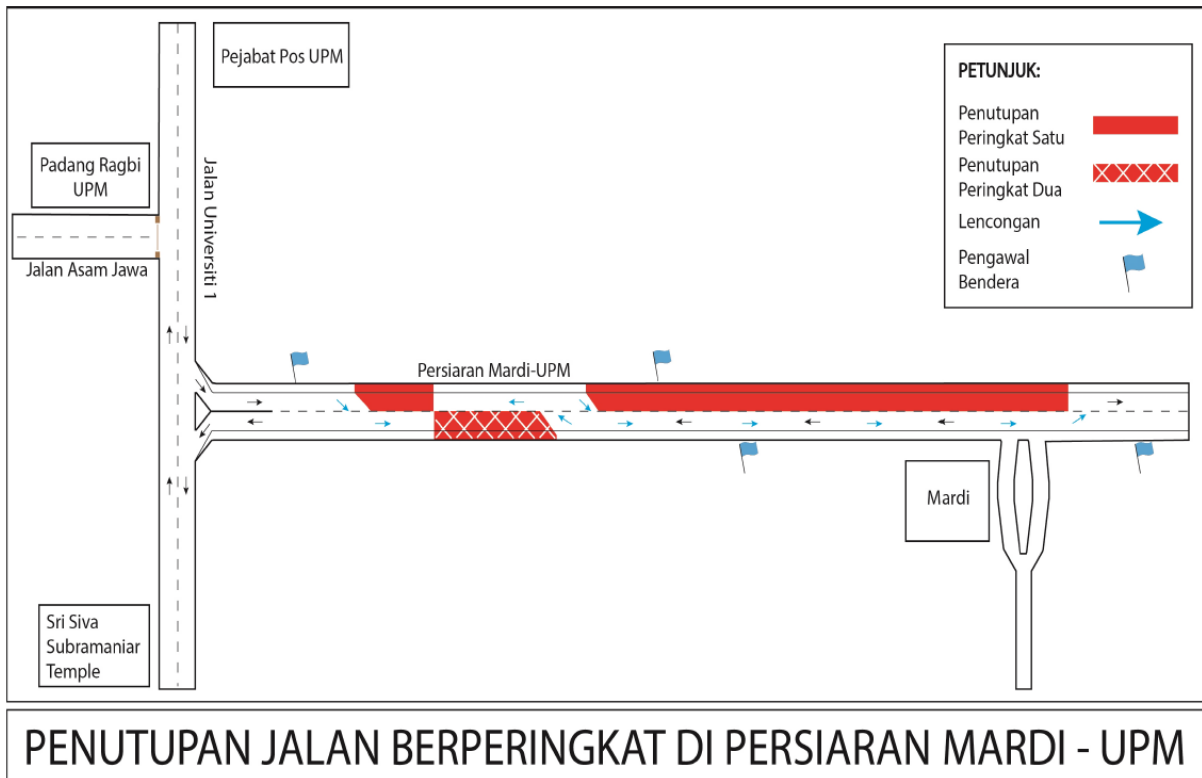 Pejabat Pos UPM
PETUNJUK:
Penutupan
Peringkat Satu
Penutupan
Peringkat Dua
Lencongan
Pengawal
Bendera
Padang Ragbi
UPM
Jalan Universiti 1
Jalan Asam Jawa
Persiaran Mardi-UPM
Mardi
Sri Siva
Subramaniar
Temple
PENUTUPAN JALAN BERPERINGKAT DI PERSIARAN MARDI - UPM